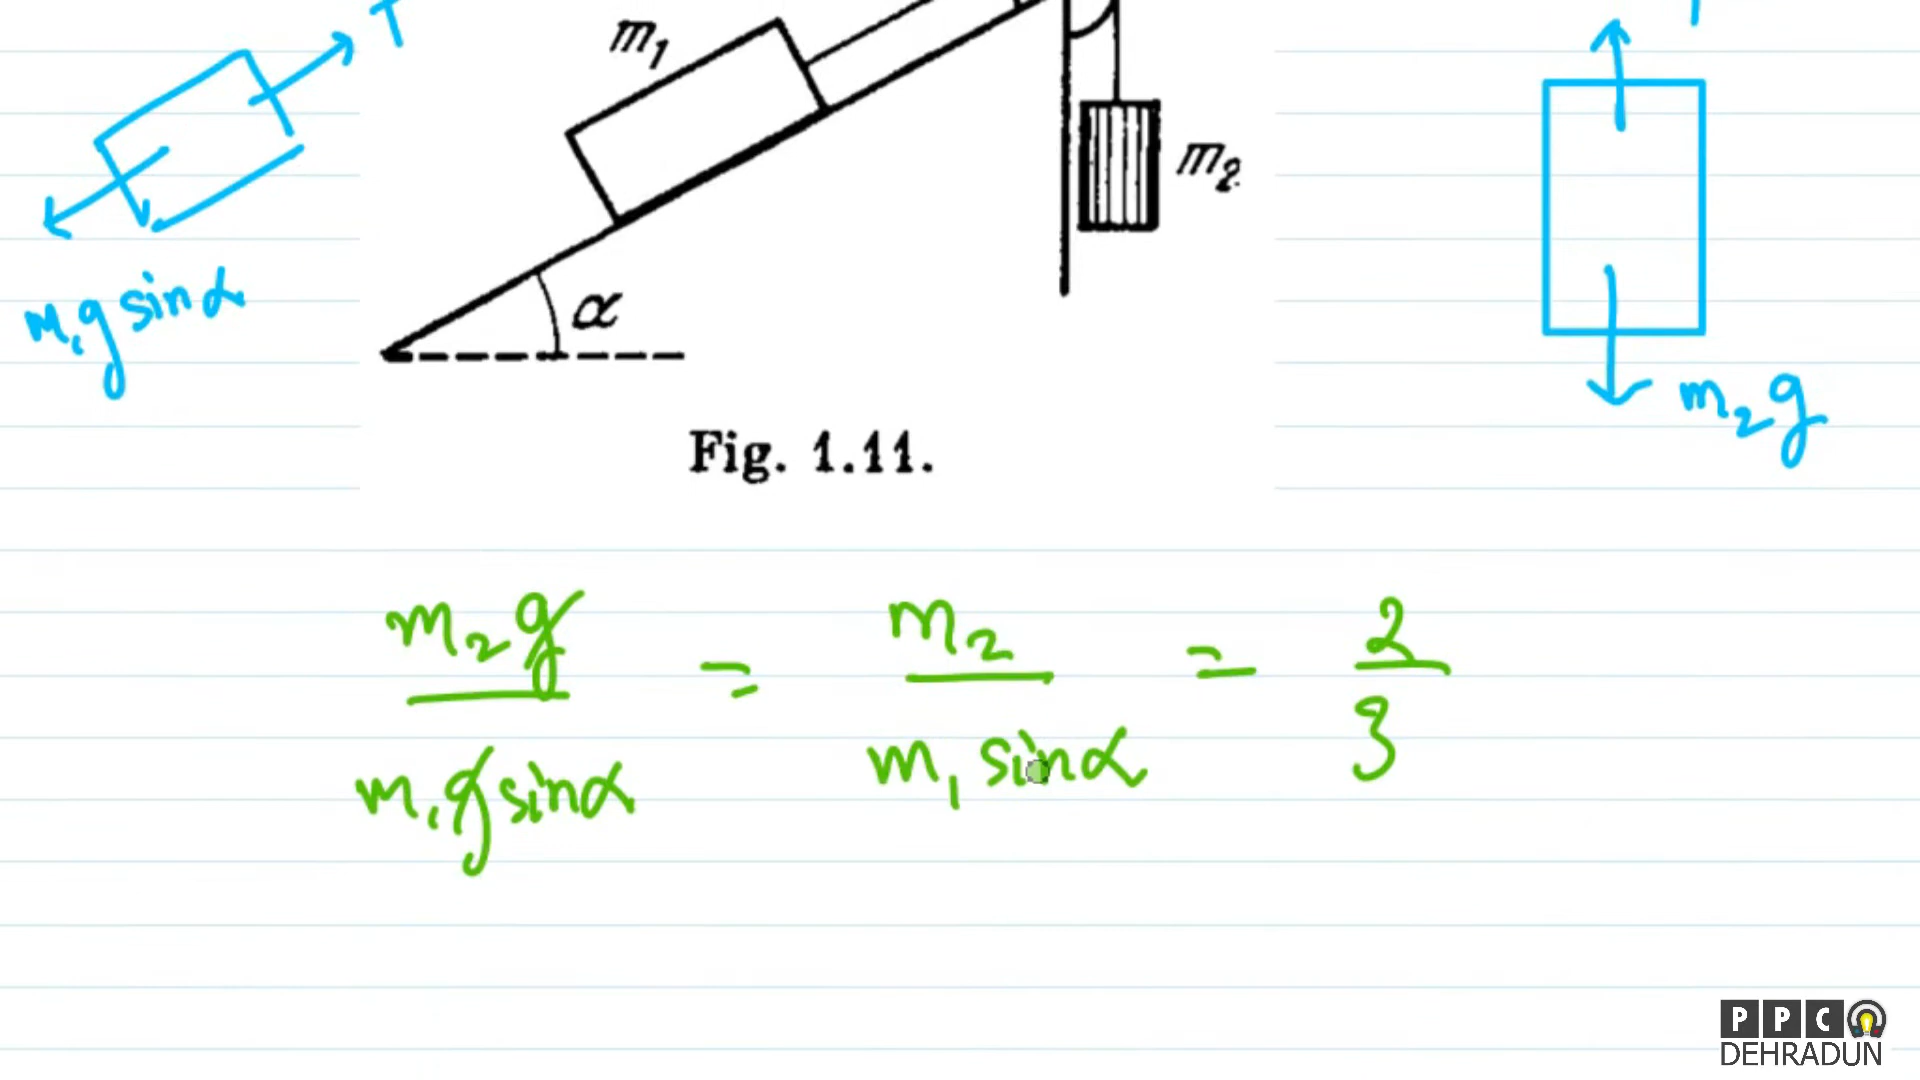 T
m₁
m₂
m₁g sinα
α
m₂g
Fig. 1.11.
m₂g / m₁g sinα = m₂ / m₁ sinα = 2 / 3
PPC
DEHRADUN